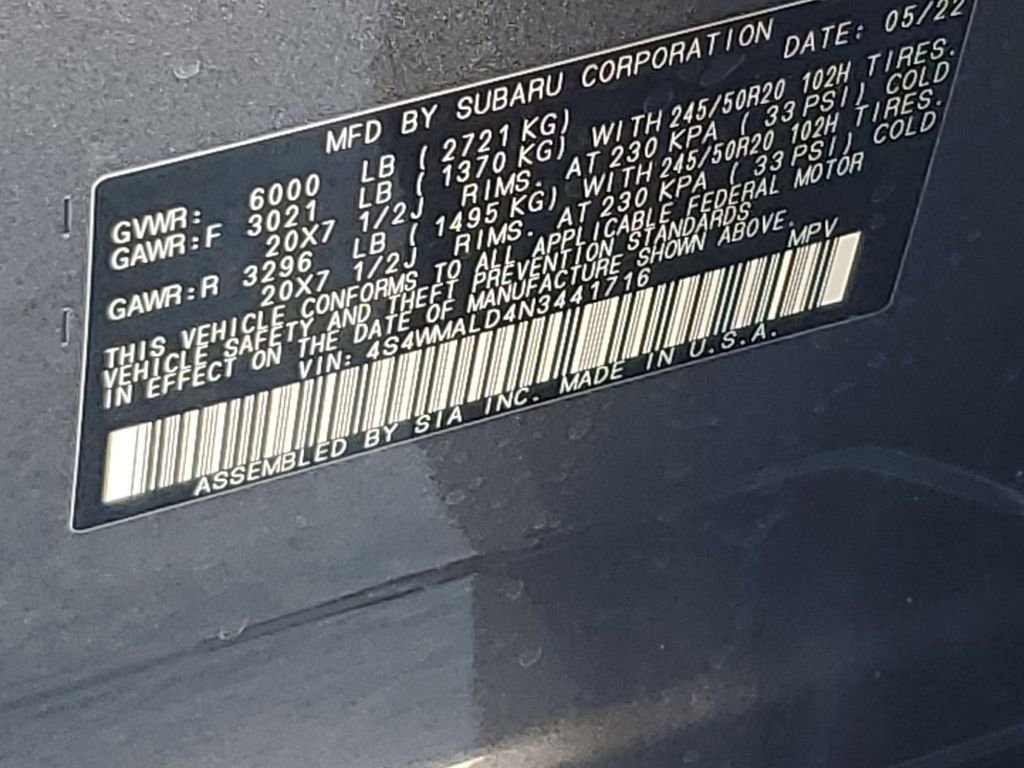 MFD BY SUBARU CORPORATION DATE: 05/22
GVWR: 6000 LB ( 2721 KG)
GAWR:F 3021 LB ( 1370 KG) WITH 245/50R20 102H TIRES.
20X7 1/2J RIMS. AT 230 KPA ( 33 PSI) COLD
GAWR:R 3296 LB ( 1495 KG) WITH 245/50R20 102H TIRES.
20X7 1/2J RIMS. AT 230 KPA ( 33 PSI) COLD
THIS VEHICLE CONFORMS TO ALL APPLICABLE FEDERAL MOTOR
VEHICLE SAFETY AND THEFT PREVENTION STANDARDS
IN EFFECT ON THE DATE OF MANUFACTURE SHOWN ABOVE.
VIN: 4S4WMALD4N3441716 MPV
ASSEMBLED BY SIA INC. MADE IN U.S.A.